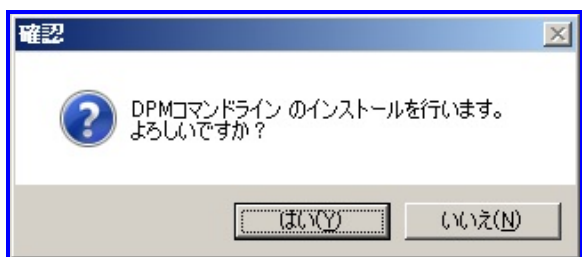 確認
DPMコマンドライン のインストールを行います。
よろしいですか？
はい(Y)
いいえ(N)